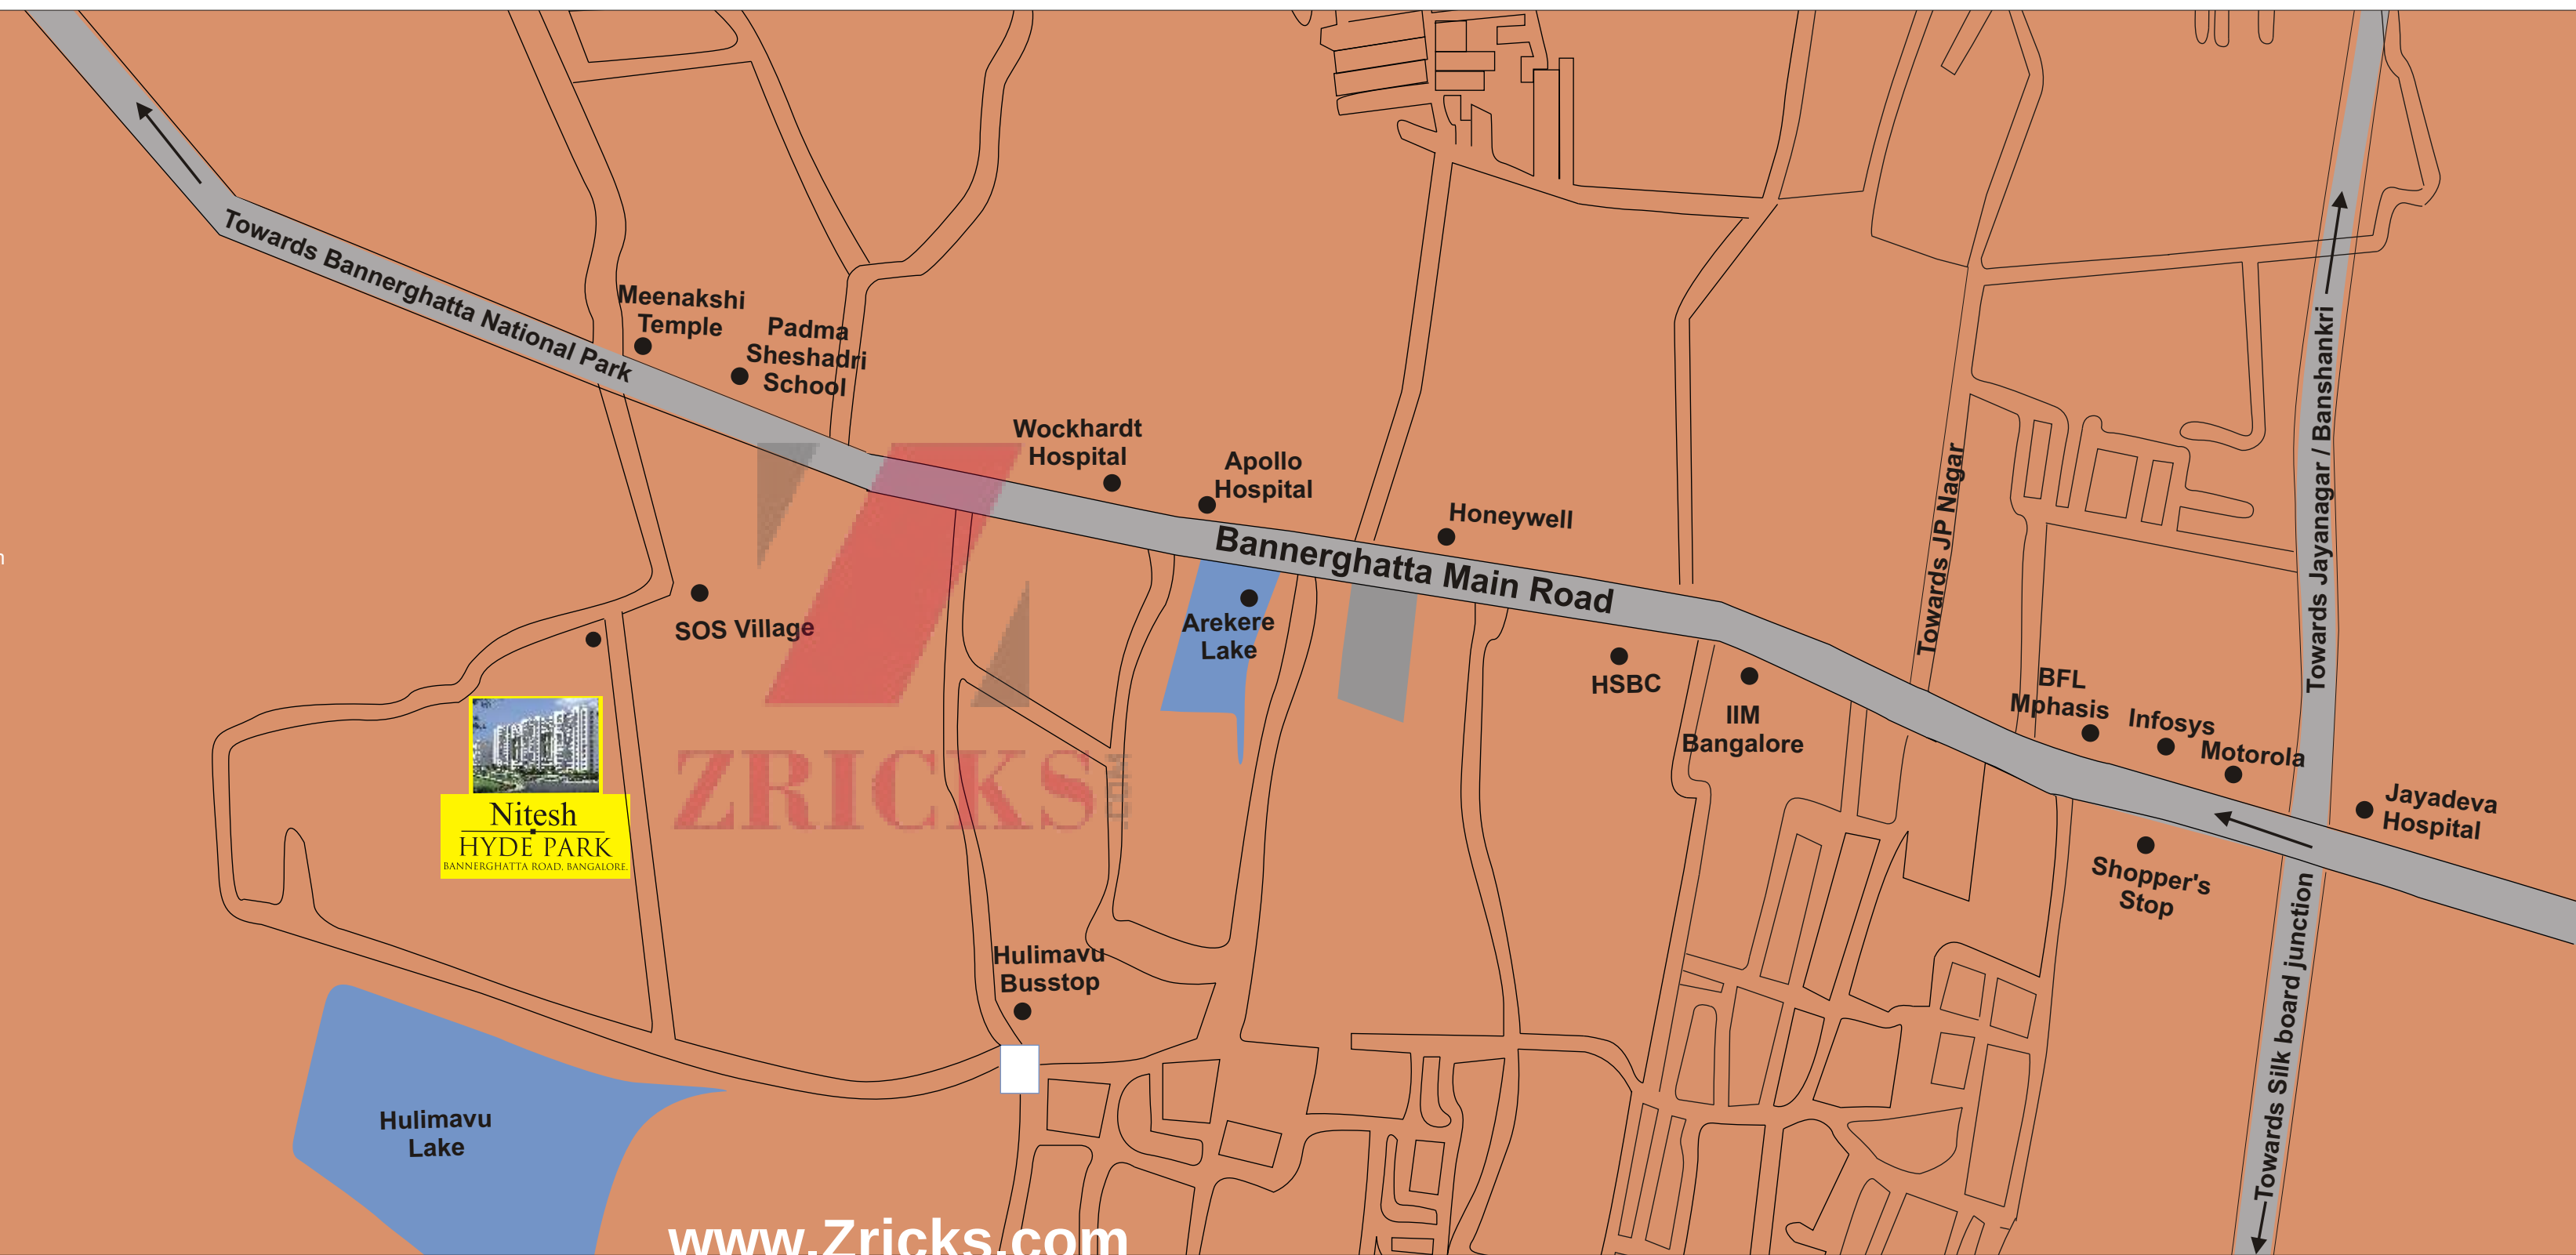 Towards Bannerghatta National Park
Meenakshi
Temple
Padma
Sheshadri
School
Wockhardt
Hospital
Apollo
Hospital
Honeywell
Bannerghatta Main Road
Towards JP Nagar
Towards Jayanagar / Banshankri
SOS Village
Arekere
Lake
HSBC
IIM
Bangalore
BFL
Mphasis
Infosys
Motorola
Jayadeva
Hospital
Shopper's
Stop
Towards Silk board junction
Nitesh
HYDE PARK
BANNERGHATTA ROAD, BANGALORE.
ZRICKS
.COM
Hulimavu
Busstop
Hulimavu
Lake
www.Zricks.com